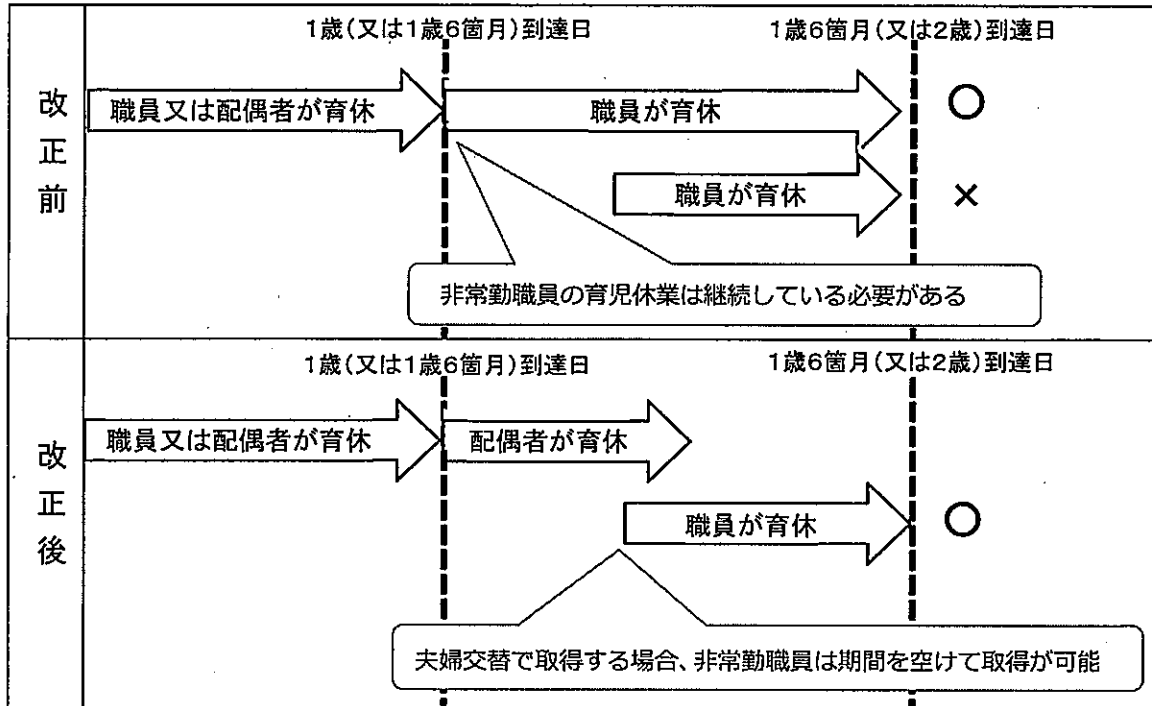 1歳(又は1歳6箇月)到達日
1歳6箇月(又は2歳)到達日
改正前
職員又は配偶者が育休
職員が育休
○
職員が育休
×
非常勤職員の育児休業は継続している必要がある
1歳(又は1歳6箇月)到達日
1歳6箇月(又は2歳)到達日
改正後
職員又は配偶者が育休
配偶者が育休
職員が育休
○
夫婦交替で取得する場合、非常勤職員は期間を空けて取得が可能